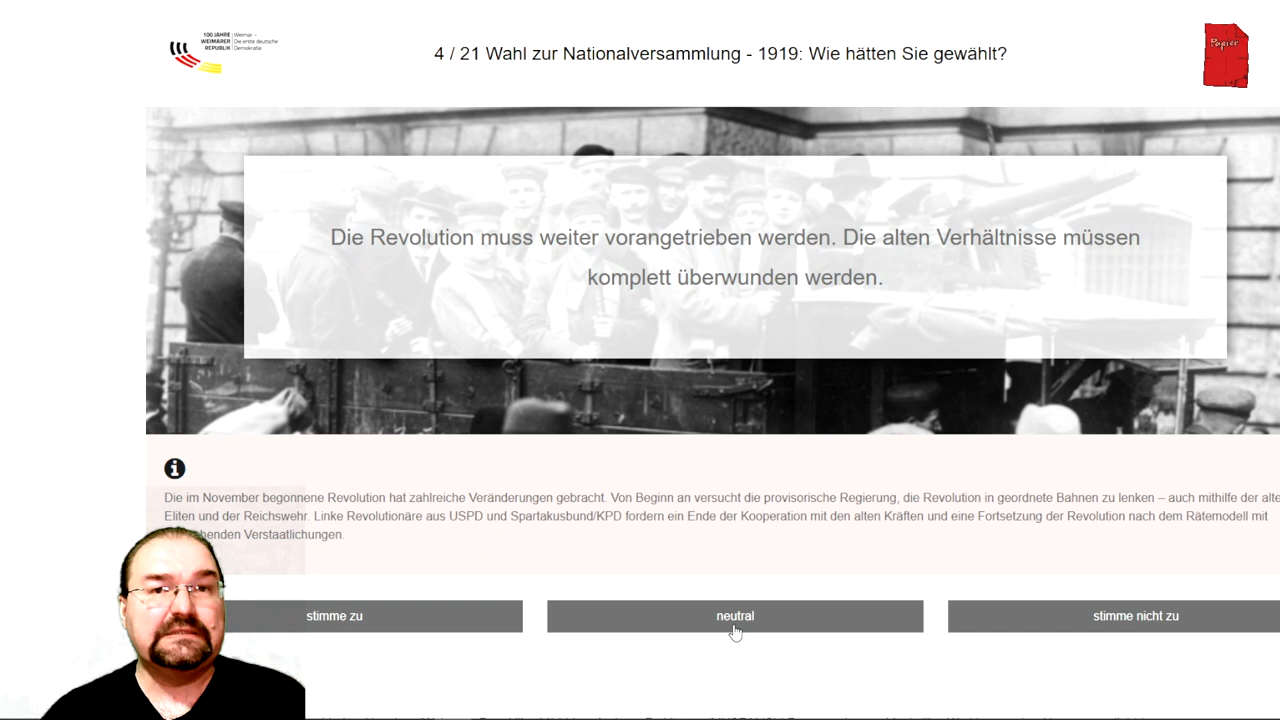 100 JAHRE
WEIMARER
REPUBLIK
Weimar –
Die erste deutsche
Demokratie
4 / 21 Wahl zur Nationalversammlung - 1919: Wie hätten Sie gewählt?
Papier
Die Revolution muss weiter vorangetrieben werden. Die alten Verhältnisse müssen
komplett überwunden werden.
Die im November begonnene Revolution hat zahlreiche Veränderungen gebracht. Von Beginn an versucht die provisorische Regierung, die Revolution in geordnete Bahnen zu lenken – auch mithilfe der alte
Eliten und der Reichswehr. Linke Revolutionäre aus USPD und Spartakusbund/KPD fordern ein Ende der Kooperation mit den alten Kräften und eine Fortsetzung der Revolution nach dem Rätemodell mit
Verstaatlichungen.
stimme zu
neutral
stimme nicht zu